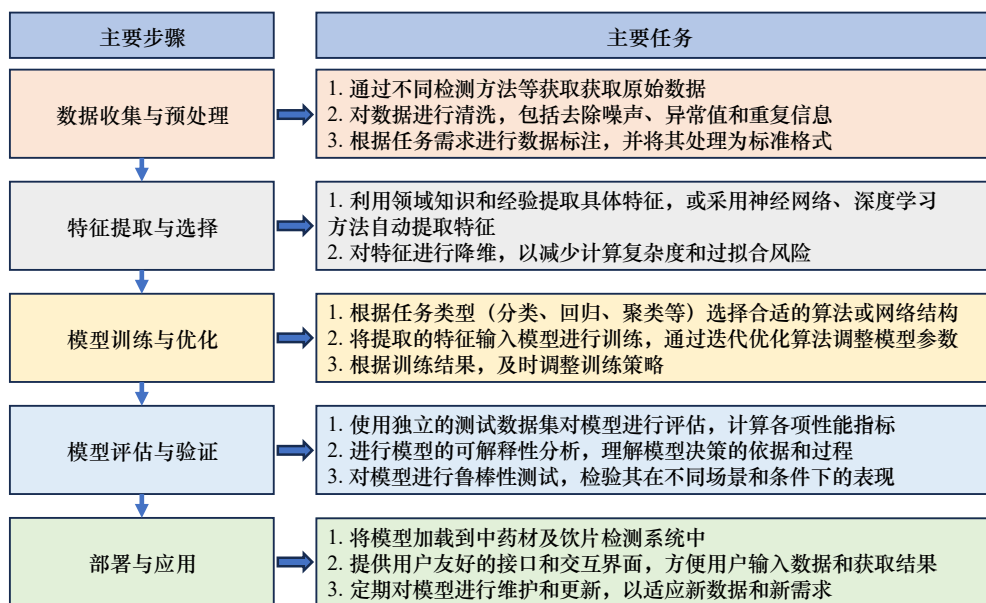 主要步骤
主要任务
数据收集与预处理
1. 通过不同检测方法等获取获取原始数据
2. 对数据进行清洗，包括去除噪声、异常值和重复信息
3. 根据任务需求进行数据标注，并将其处理为标准格式
特征提取与选择
1. 利用领域知识和经验提取具体特征，或采用神经网络、深度学习
方法自动提取特征
2. 对特征进行降维，以减少计算复杂度和过拟合风险
模型训练与优化
1. 根据任务类型（分类、回归、聚类等）选择合适的算法或网络结构
2. 将提取的特征输入模型进行训练，通过迭代优化算法调整模型参数
3. 根据训练结果，及时调整训练策略
模型评估与验证
1. 使用独立的测试数据集对模型进行评估，计算各项性能指标
2. 进行模型的可解释性分析，理解模型决策的依据和过程
3. 对模型进行鲁棒性测试，检验其在不同场景和条件下的表现
部署与应用
1. 将模型加载到中药材及饮片检测系统中
2. 提供用户友好的接口和交互界面，方便用户输入数据和获取结果
3. 定期对模型进行维护和更新，以适应新数据和新需求